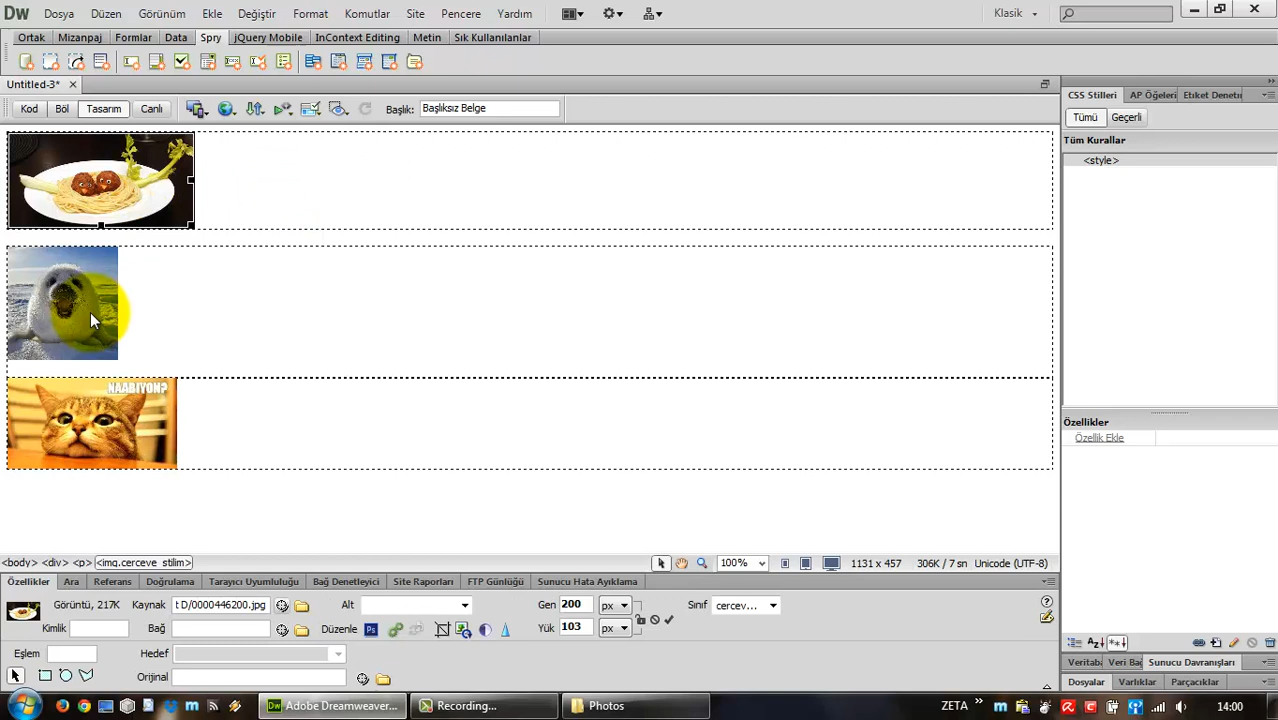 Dw Dosya Düzen Görünüm Ekle Değiştir Format Komutlar Site Pencere Yardım Klasik
Ortak Mizanpaj Formlar Data Spry jQuery Mobile InContext Editing Metin Sık Kullanılanlar
Untitled-3*
Kod Böl Tasarım Canlı Başlık: Başlıksız Belge
CSS Stilleri AP Öğeleri Etiket Denetim
Tümü Geçerli
Tüm Kurallar
<style>
NAABIYON?
Özellikler
Özellik Ekle
<body> <div> <p> <img.cerceve_stilim> 100% 1131 x 457 306K / 7 sn Unicode (UTF-8)
Özellikler Ara Referans Doğrulama Tarayıcı Uyumluluğu Bağ Denetleyici Site Raporları FTP Günlüğü Sunucu Hata Ayıklama
Görüntü, 217K Kaynak t D/0000446200.jpg Alt Gen 200 px Sınıf cercev...
Kimlik Bağ Düzenle Ps Yük 103 px
Eşlem Hedef
Orijinal
Veritaba Veri Bağ Sunucu Davranışları
Dosyalar Varlıklar Parçacıklar
Adobe Dreamweaver... Recording... Photos ZETA » 14:00